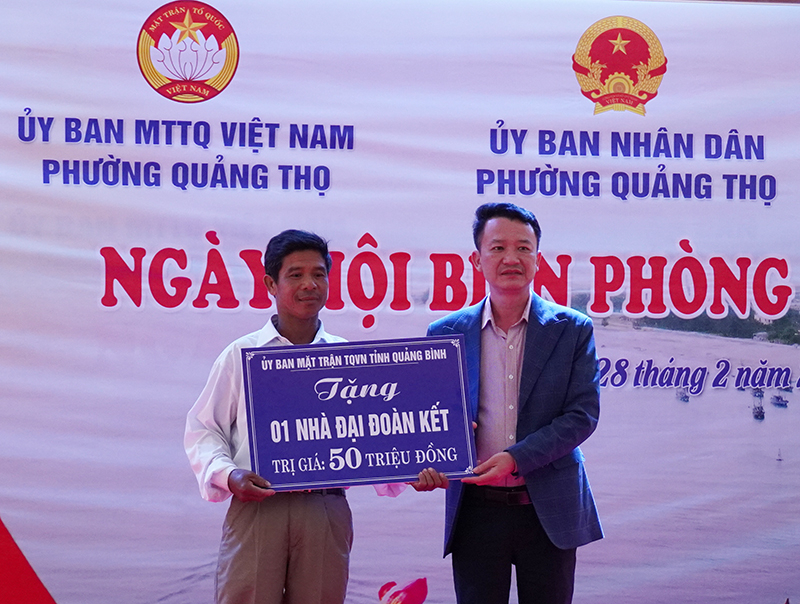 MẶT TRẬN TỔ QUỐC
VIỆT NAM
ỦY BAN MTTQ VIỆT NAM
PHƯỜNG QUẢNG THỌ
VIỆT NAM
ỦY BAN NHÂN DÂN
PHƯỜNG QUẢNG THỌ
NGÀY HỘI BIÊN PHÒNG
28 tháng 2 năm
ỦY BAN MẶT TRẬN TQVN TỈNH QUẢNG BÌNH
Tặng
01 NHÀ ĐẠI ĐOÀN KẾT
TRỊ GIÁ: 50 TRIỆU ĐỒNG